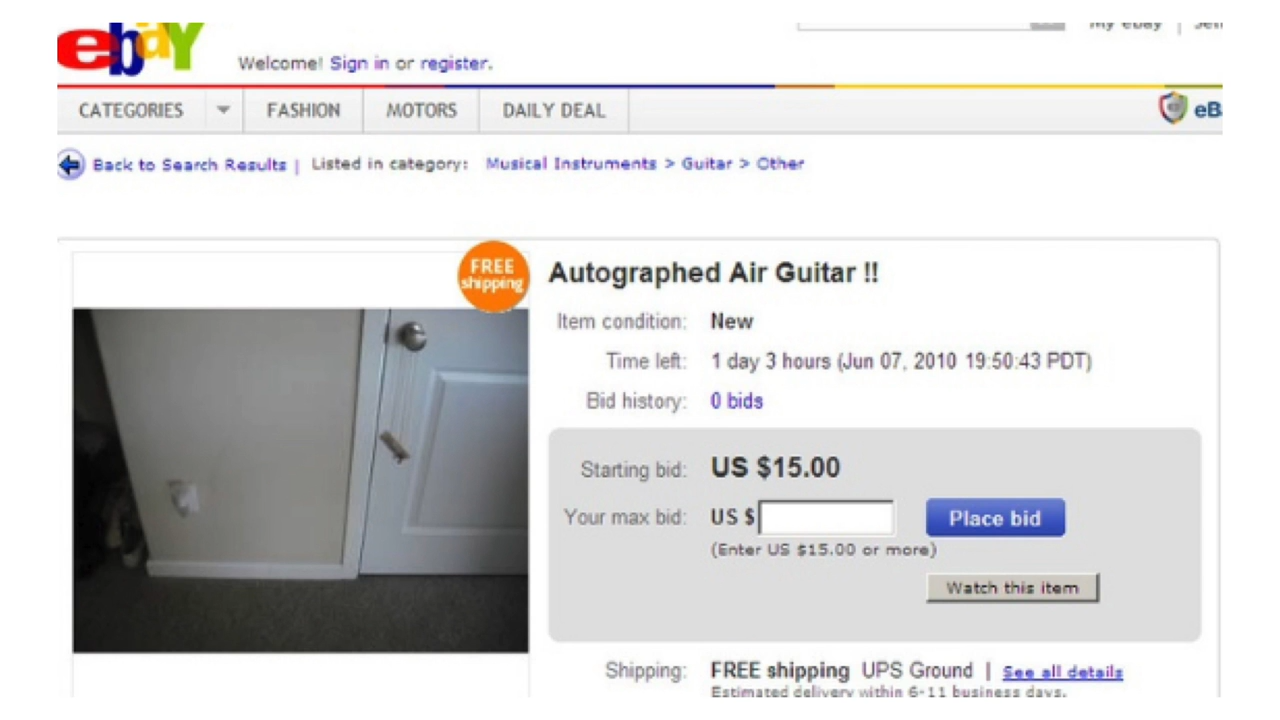 ebaY
Welcome! Sign in or register.
CATEGORIES FASHION MOTORS DAILY DEAL
Back to Search Results | Listed in category: Musical Instruments > Guitar > Other
FREE
shipping
Autographed Air Guitar !!
Item condition: New
Time left: 1 day 3 hours (Jun 07, 2010 19:50:43 PDT)
Bid history: 0 bids
Starting bid: US $15.00
Your max bid: US $ Place bid
(Enter US $15.00 or more)
Watch this item
Shipping: FREE shipping UPS Ground | See all details
Estimated delivery within 6-11 business days.